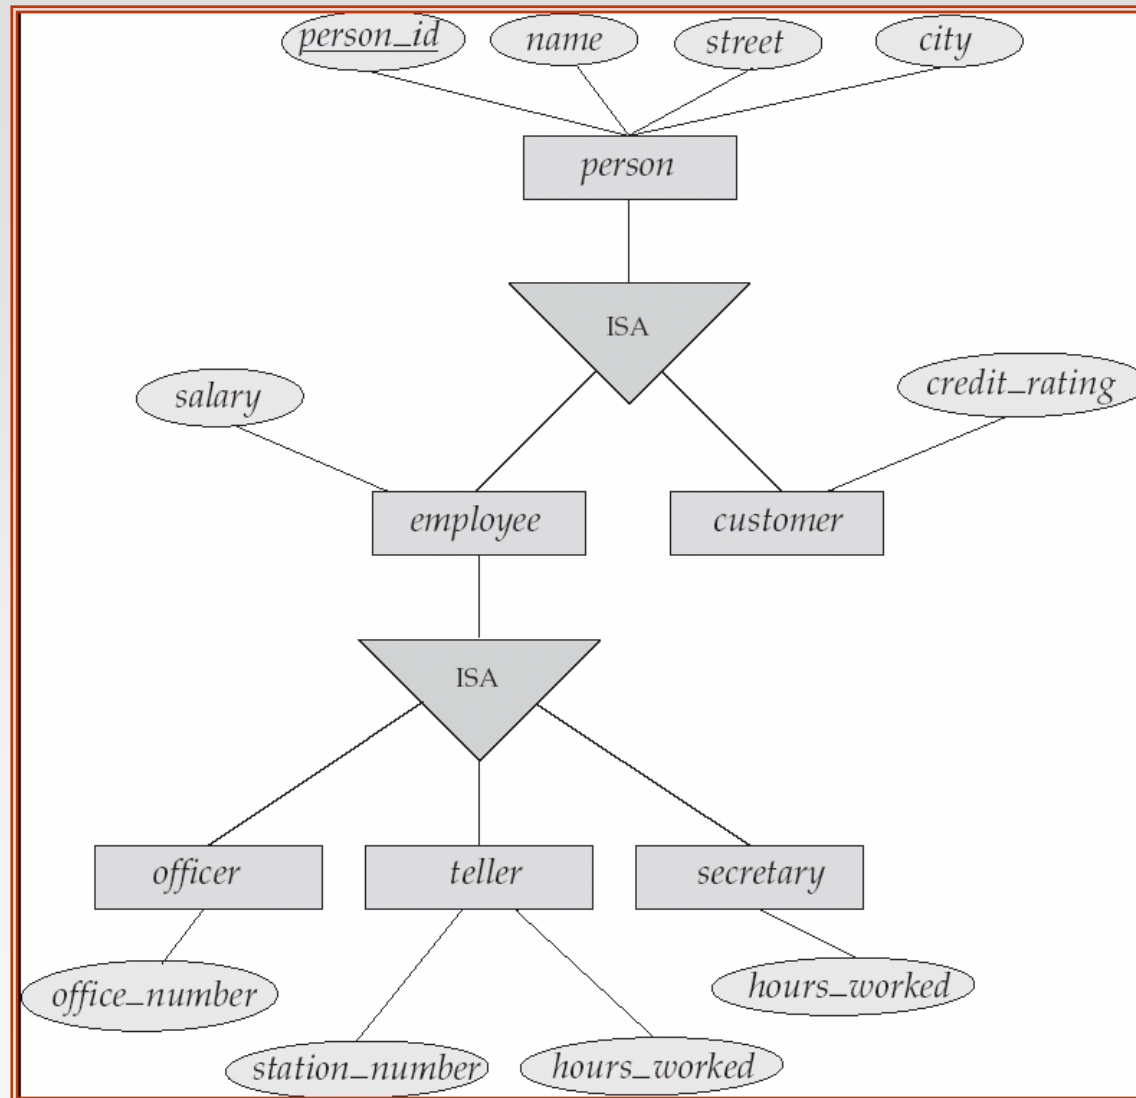 person_id name street city
person
ISA
salary credit_rating
employee customer
ISA
officer teller secretary
office_number hours_worked
station_number hours_worked